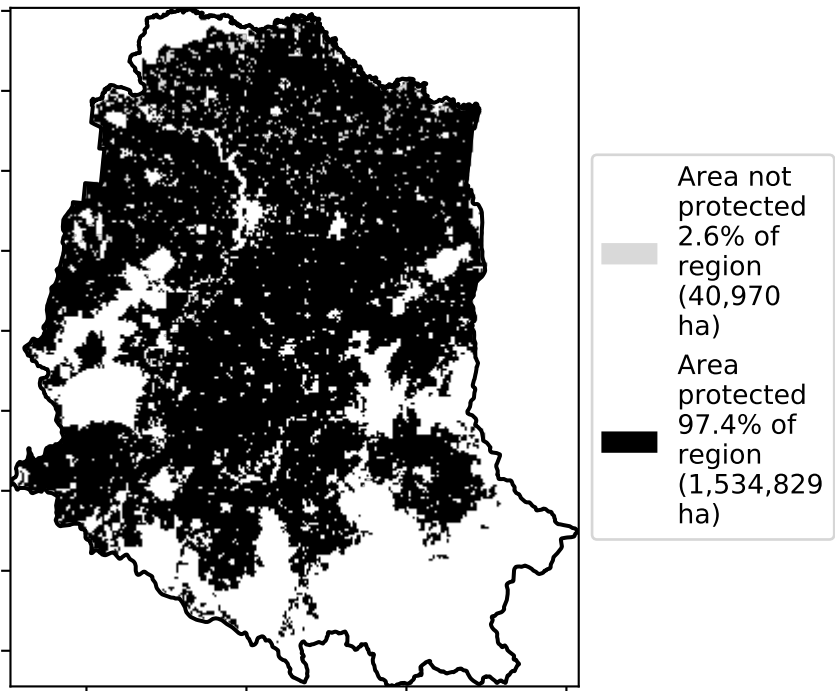 Area not
protected
2.6% of
region
(40,970
ha)
Area
protected
97.4% of
region
(1,534,829
ha)